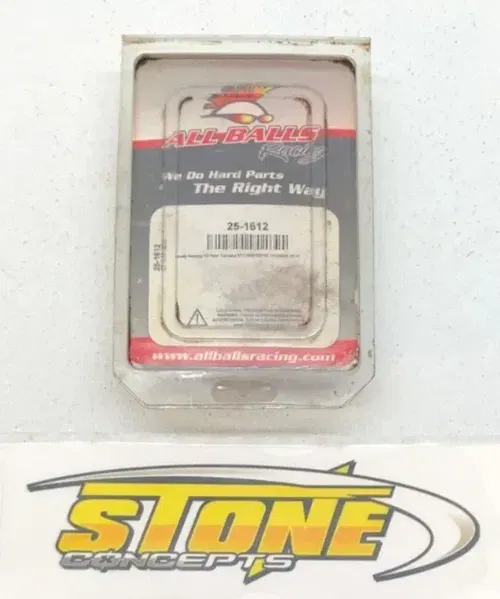 ALL BALLS
Racing
We Do Hard Parts
The Right Way
25-1612
25-1612
www.allballsracing.com
STONE
CONCEPTS